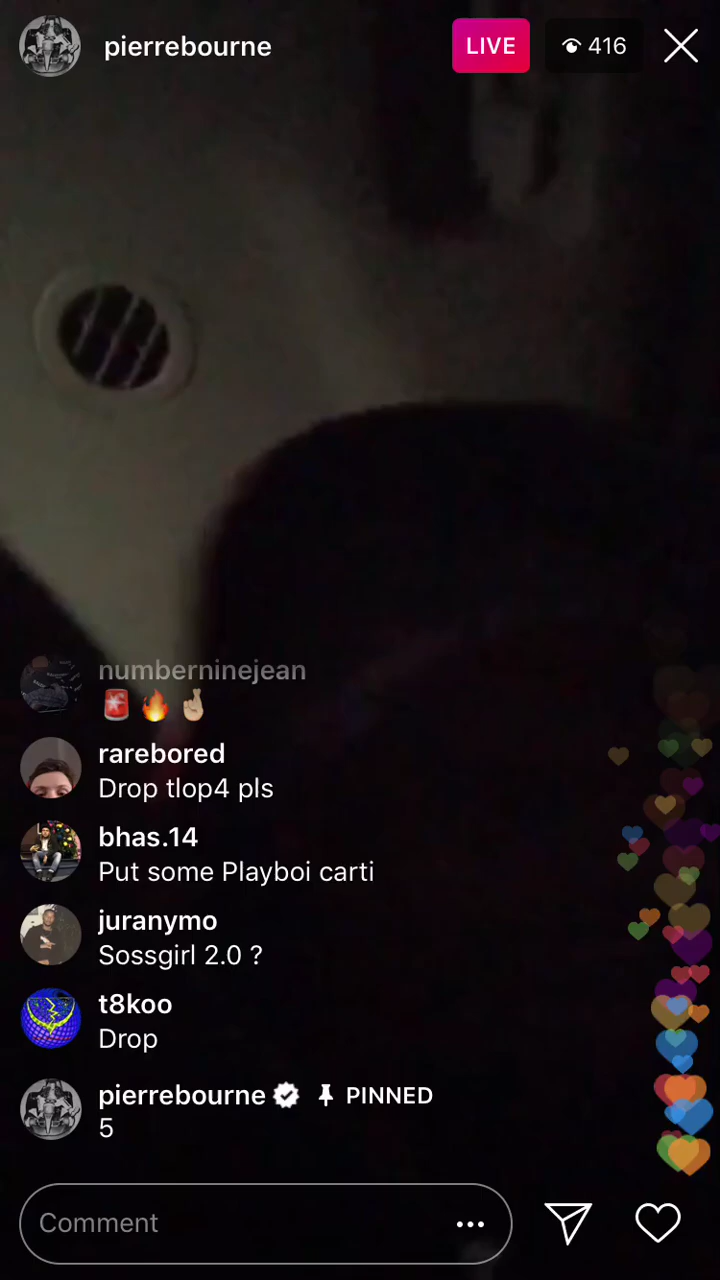 pierrebourne
LIVE
416
numberninejean
🚨 🔥 🤞🏼
rarebored
Drop tlop4 pls
bhas.14
Put some Playboi carti
juranymo
Sossgirl 2.0 ?
t8koo
Drop
pierrebourne PINNED
5
Comment